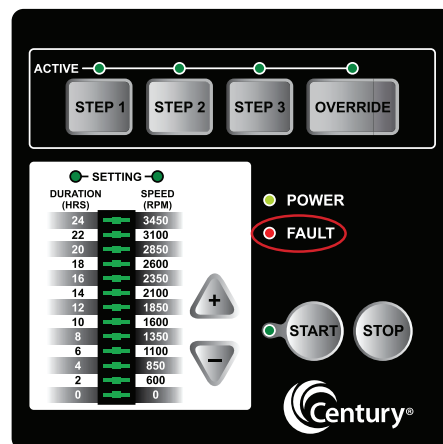 ACTIVE
STEP 1 STEP 2 STEP 3 OVERRIDE
SETTING
DURATION (HRS) SPEED (RPM)
24 3450
22 3100
20 2850
18 2600
16 2350
14 2100
12 1850
10 1600
8 1350
6 1100
4 850
2 600
0 0
+
−
POWER
FAULT
START STOP
Century®